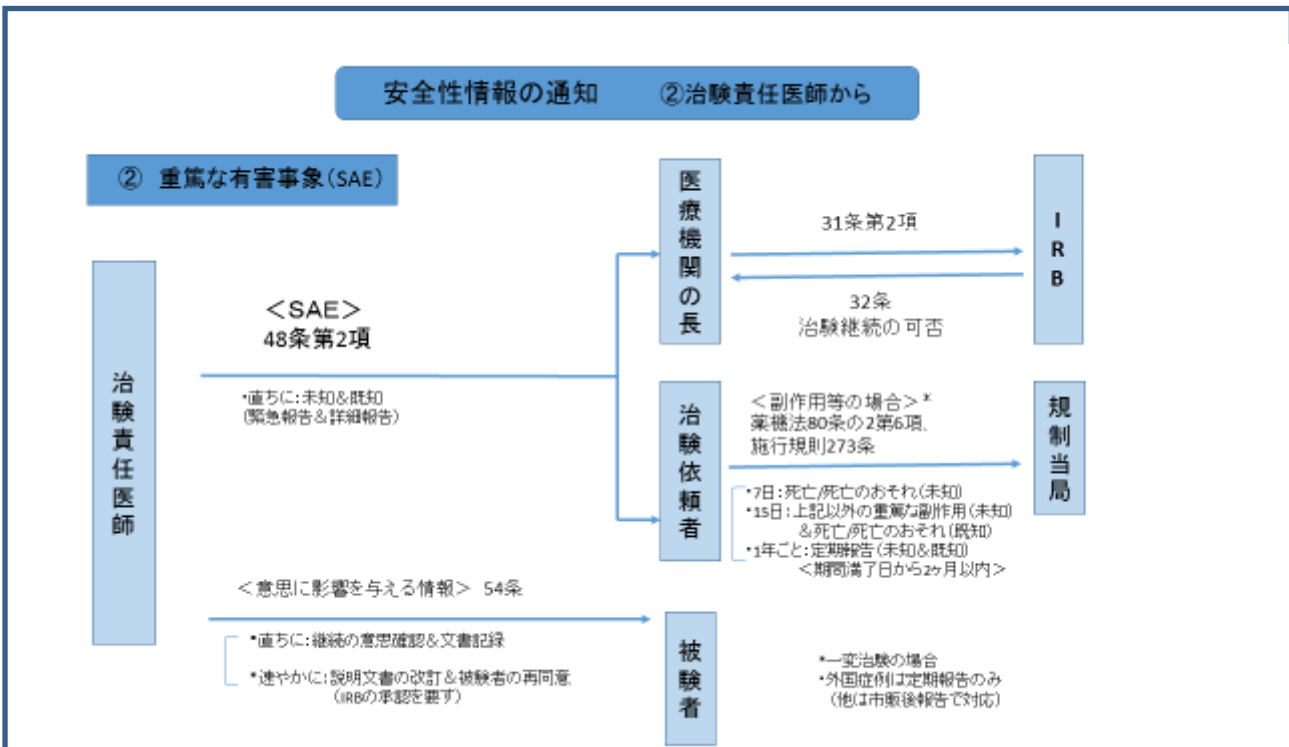 安全性情報の通知　　②治験責任医師から
②　重篤な有害事象(SAE)
治験責任医師
＜SAE＞
48条第2項
・直ちに：未知＆既知
(緊急報告＆詳細報告)
医療機関の長
31条第2項
32条
治験継続の可否
IRB
治験依頼者
＜副作用等の場合＞*
薬機法80条の2第6項、
施行規則273条
・7日：死亡/死亡のおそれ(未知)
・15日：上記以外の重篤な副作用(未知)
＆死亡/死亡のおそれ(既知)
・1年ごと：定期報告(未知＆既知)
＜期間満了日から2ヶ月以内＞
規制当局
＜意思に影響を与える情報＞ 54条
・直ちに：継続の意思確認＆文書記録
・速やかに：説明文書の改訂＆被験者の再同意
(IRBの承認を要す)
被験者
*一変治験の場合
・外国症例は定期報告のみ
(他は市販後報告で対応)